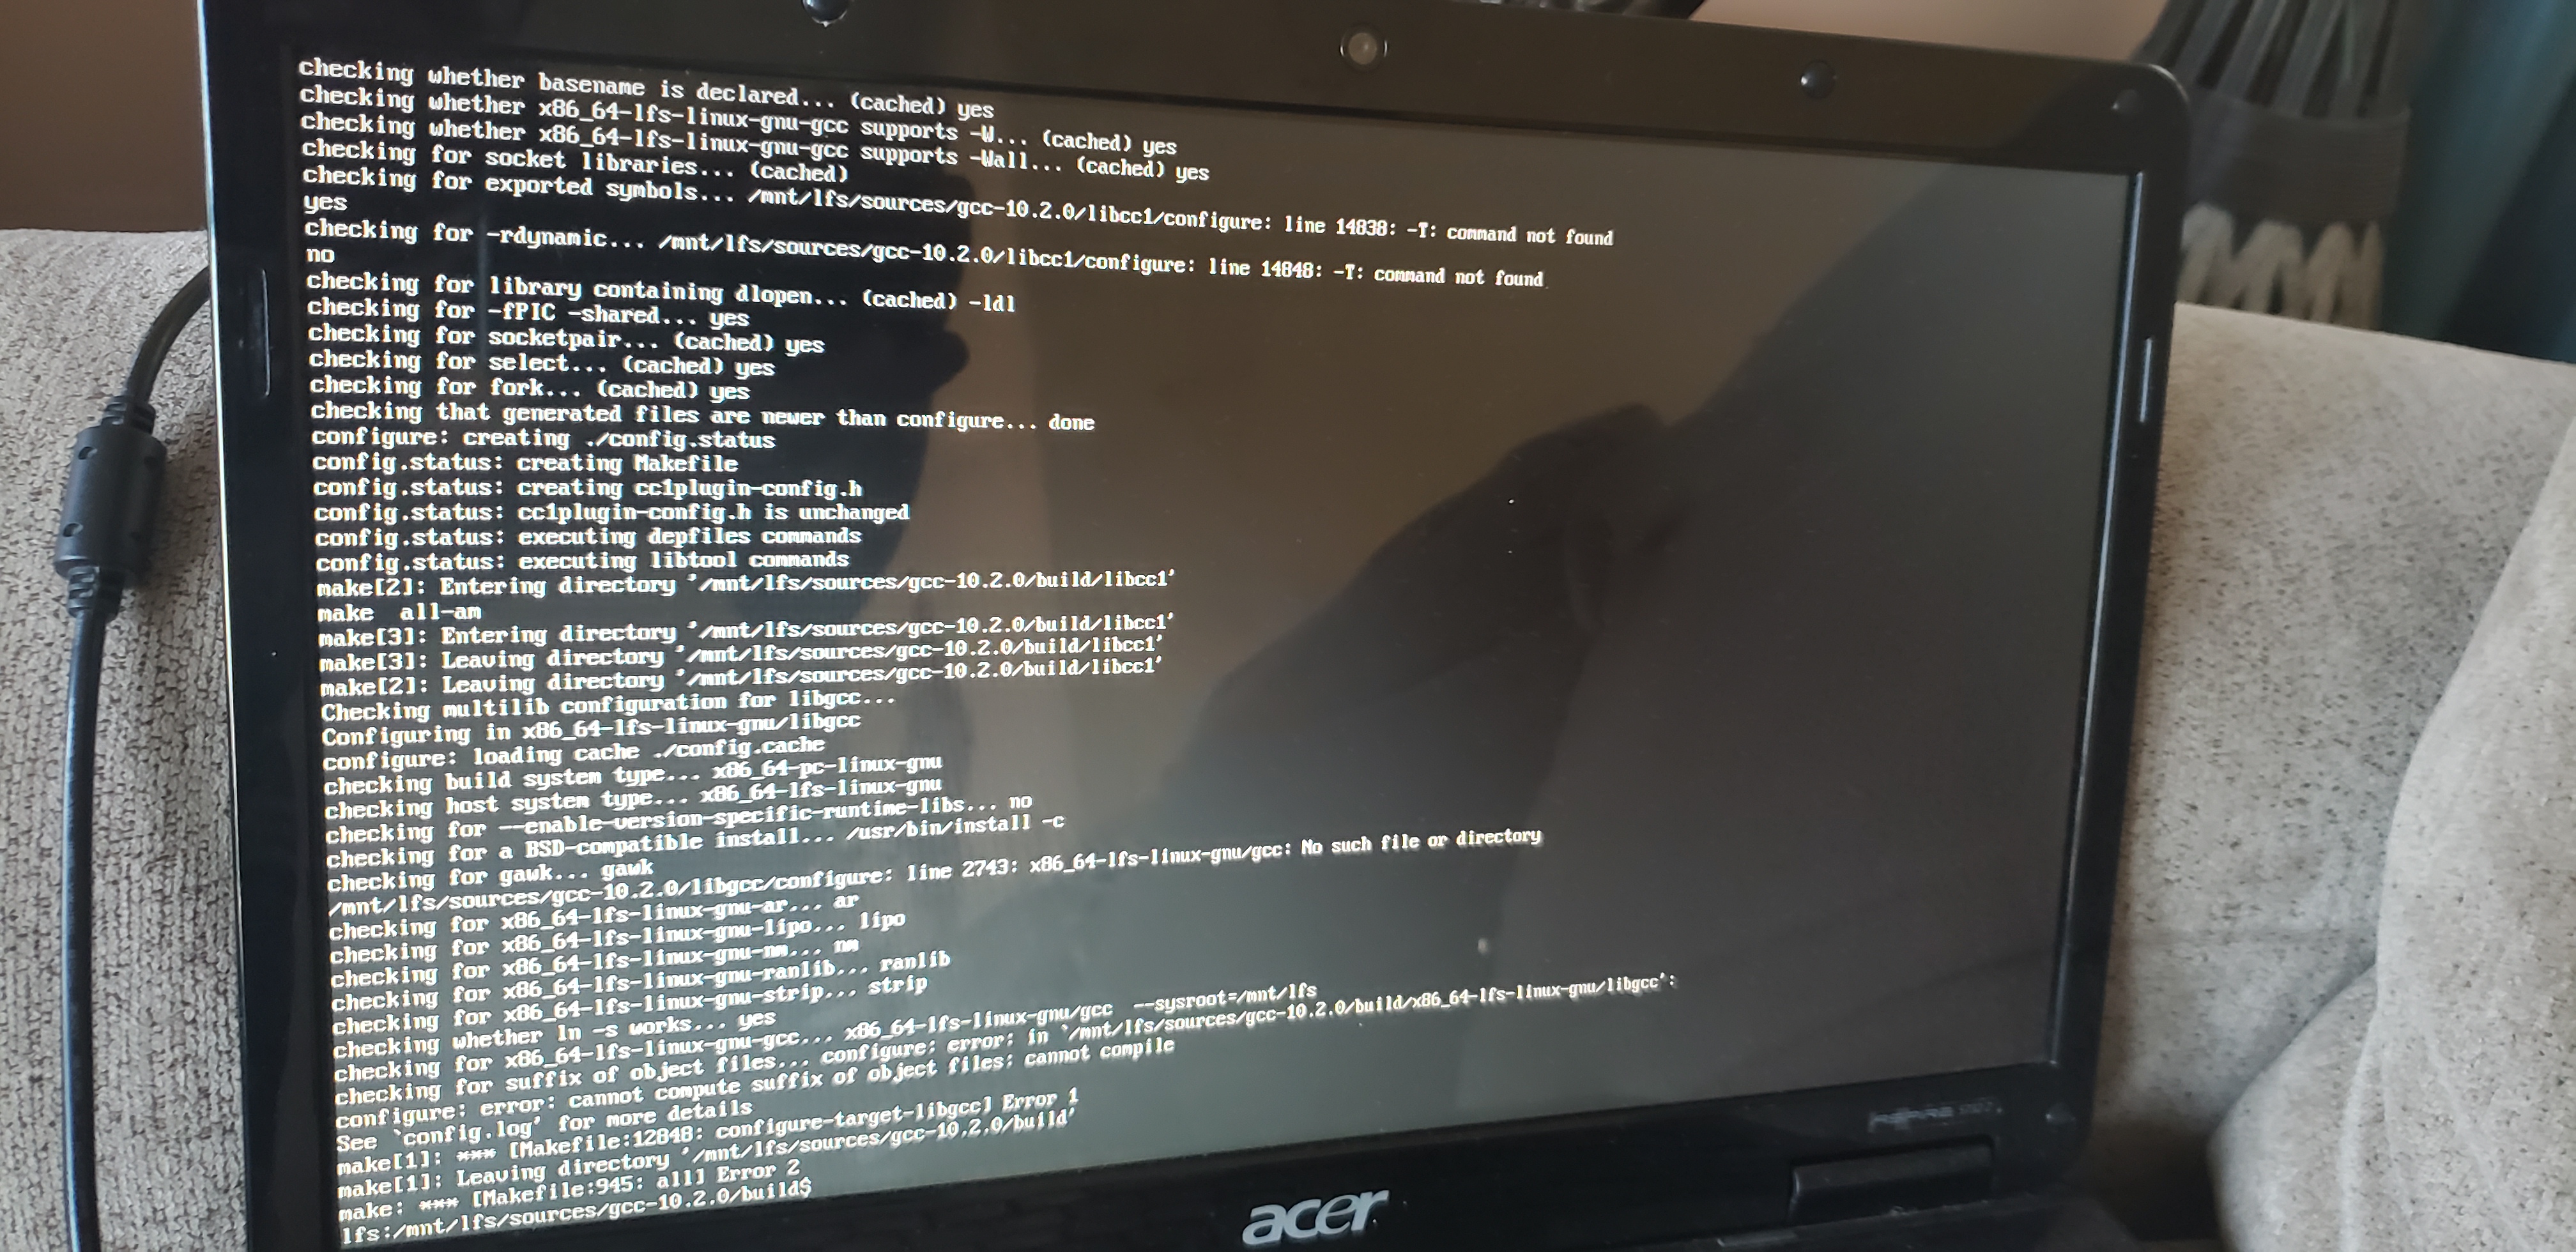 checking whether basename is declared... (cached) yes
checking whether x86_64-lfs-linux-gnu-gcc supports -W... (cached) yes
checking whether x86_64-lfs-linux-gnu-gcc supports -Wall... (cached) yes
checking for socket libraries... (cached)
checking for exported symbols... /mnt/lfs/sources/gcc-10.2.0/libcc1/configure: line 14838: -T: command not found
yes
checking for -rdynamic... /mnt/lfs/sources/gcc-10.2.0/libcc1/configure: line 14848: -T: command not found
no
checking for library containing dlopen... (cached) -ldl
checking for -fPIC -shared... yes
checking for socketpair... (cached) yes
checking for select... (cached) yes
checking for fork... (cached) yes
checking that generated files are newer than configure... done
configure: creating ./config.status
config.status: creating Makefile
config.status: creating cc1plugin-config.h
config.status: cc1plugin-config.h is unchanged
config.status: executing depfiles commands
config.status: executing libtool commands
make[2]: Entering directory '/mnt/lfs/sources/gcc-10.2.0/build/libcc1'
make  all-am
make[3]: Entering directory '/mnt/lfs/sources/gcc-10.2.0/build/libcc1'
make[3]: Leaving directory '/mnt/lfs/sources/gcc-10.2.0/build/libcc1'
make[2]: Leaving directory '/mnt/lfs/sources/gcc-10.2.0/build/libcc1'
Checking multilib configuration for libgcc...
Configuring in x86_64-lfs-linux-gnu/libgcc
configure: loading cache ./config.cache
checking build system type... x86_64-pc-linux-gnu
checking host system type... x86_64-lfs-linux-gnu
checking for --enable-version-specific-runtime-libs... no
checking for a BSD-compatible install... /usr/bin/install -c
checking for gawk... gawk
/mnt/lfs/sources/gcc-10.2.0/libgcc/configure: line 2743: x86_64-lfs-linux-gnu/gcc: No such file or directory
checking for x86_64-lfs-linux-gnu-ar... ar
checking for x86_64-lfs-linux-gnu-lipo... lipo
checking for x86_64-lfs-linux-gnu-nm... nm
checking for x86_64-lfs-linux-gnu-ranlib... ranlib
checking for x86_64-lfs-linux-gnu-strip... strip
checking whether ln -s works... yes
checking for x86_64-lfs-linux-gnu-gcc... x86_64-lfs-linux-gnu/gcc  --sysroot=/mnt/lfs
checking for suffix of object files... configure: error: in `/mnt/lfs/sources/gcc-10.2.0/build/x86_64-lfs-linux-gnu/libgcc':
configure: error: cannot compute suffix of object files: cannot compile
See `config.log' for more details
make[1]: *** [Makefile:12848: configure-target-libgcc] Error 1
make[1]: Leaving directory '/mnt/lfs/sources/gcc-10.2.0/build'
make: *** [Makefile:945: all] Error 2
lfs:/mnt/lfs/sources/gcc-10.2.0/build$
acer